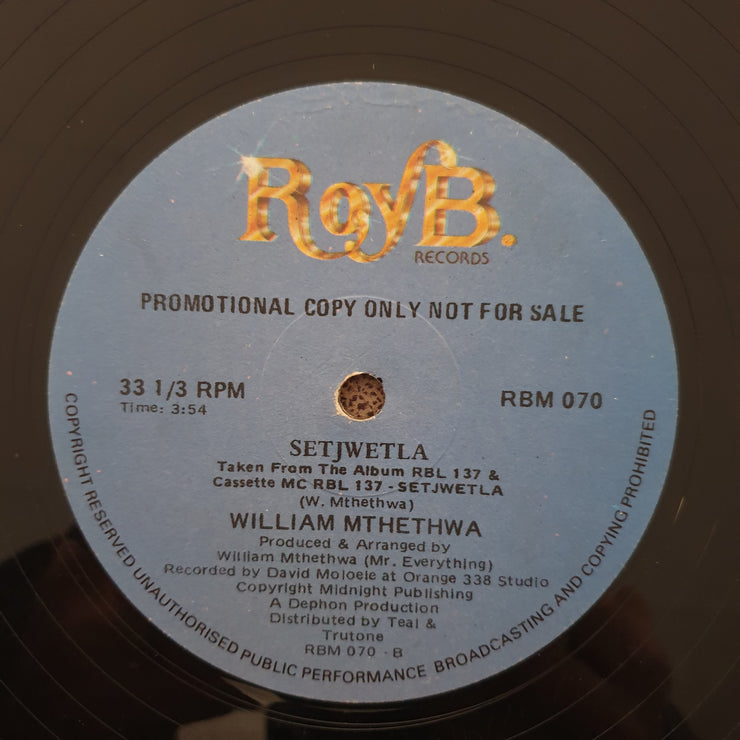 RoyB.
RECORDS
PROMOTIONAL COPY ONLY NOT FOR SALE
33 1/3 RPM
Time: 3:54
RBM 070
SETJWETLA
Taken From The Album RBL 137 &
Cassette MC RBL 137 - SETJWETLA
(W. Mthethwa)
WILLIAM MTHETHWA
Produced & Arranged by
William Mthethwa (Mr. Everything)
Recorded by David Moloele at Orange 338 Studio
Copyright Midnight Publishing
A Dephon Production
Distributed by Teal &
Trutone
RBM 070 - B
COPYRIGHT RESERVED UNAUTHORISED PUBLIC PERFORMANCE BROADCASTING AND COPYING PROHIBITED